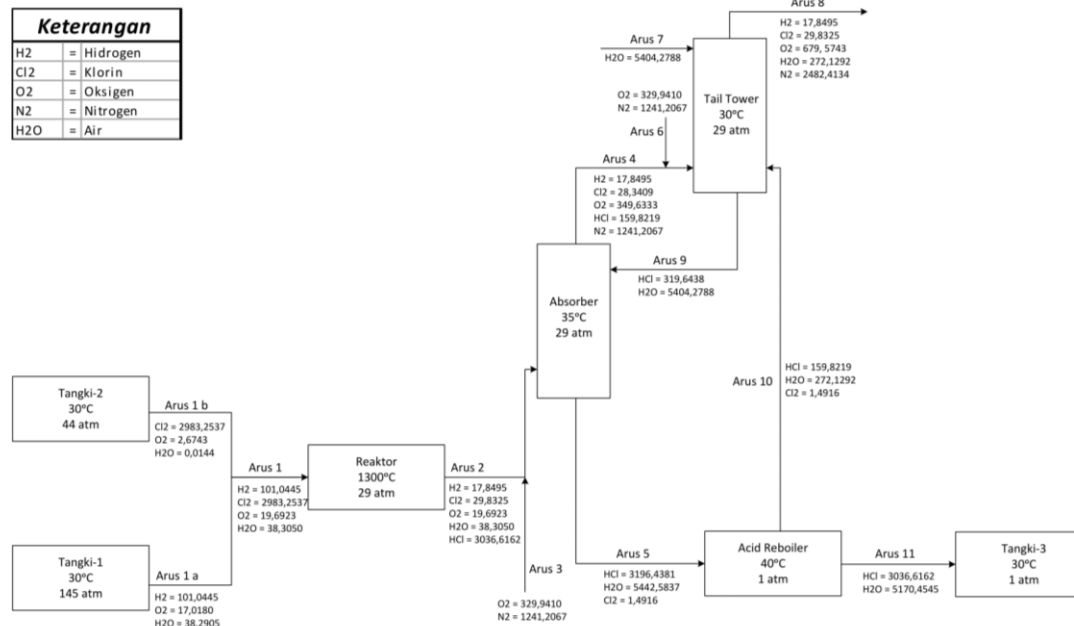 Keterangan
H2 = Hidrogen
Cl2 = Klorin
O2 = Oksigen
N2 = Nitrogen
H2O = Air
Arus 8
H2 = 17,8495
Cl2 = 29,8325
O2 = 679, 5743
H2O = 272,1292
N2 = 2482,4134
Arus 7
H2O = 5404,2788
Tail Tower
30°C
29 atm
O2 = 329,9410
N2 = 1241,2067
Arus 6
Arus 4
H2 = 17,8495
Cl2 = 28,3409
O2 = 349,6333
HCl = 159,8219
N2 = 1241,2067
Arus 9
HCl = 319,6438
H2O = 5404,2788
Absorber
35°C
29 atm
Arus 10
HCl = 159,8219
H2O = 272,1292
Cl2 = 1,4916
Tangki-2
30°C
44 atm
Arus 1 b
Cl2 = 2983,2537
O2 = 2,6743
H2O = 0,0144
Arus 1
H2 = 101,0445
Cl2 = 2983,2537
O2 = 19,6923
H2O = 38,3050
Reaktor
1300°C
29 atm
Arus 2
H2 = 17,8495
Cl2 = 29,8325
O2 = 19,6923
H2O = 38,3050
HCl = 3036,6162
Tangki-1
30°C
145 atm
Arus 1 a
H2 = 101,0445
O2 = 17,0180
H2O = 38,2905
Arus 3
O2 = 329,9410
N2 = 1241,2067
Arus 5
HCl = 3196,4381
H2O = 5442,5837
Cl2 = 1,4916
Acid Reboiler
40°C
1 atm
Arus 11
HCl = 3036,6162
H2O = 5170,4545
Tangki-3
30°C
1 atm